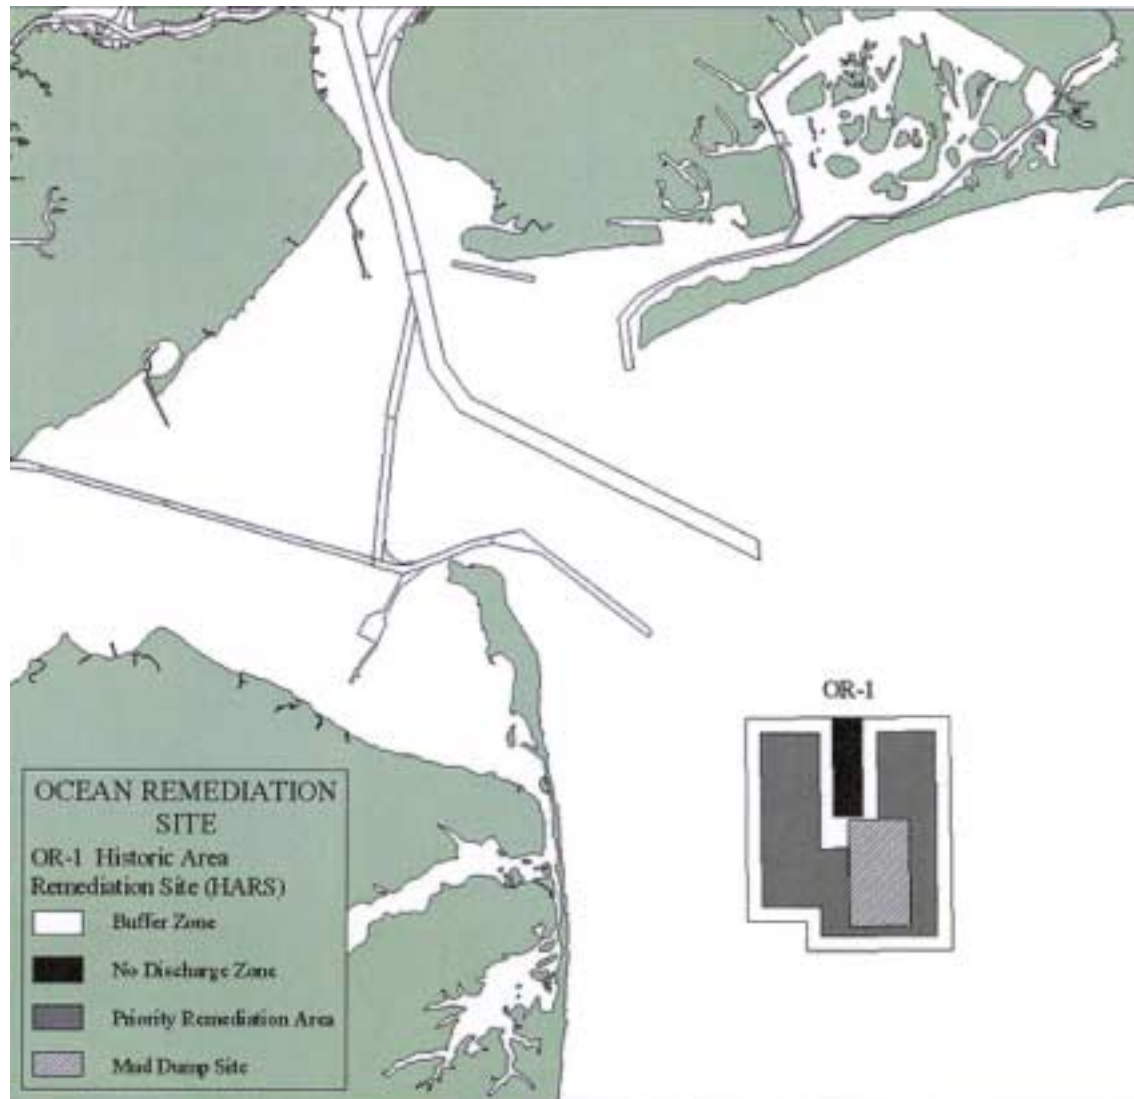 OR-1
OCEAN REMEDIATION
SITE
OR-1 Historic Area
Remediation Site (HARS)
Buffer Zone
No Discharge Zone
Priority Remediation Area
Mud Dump Site